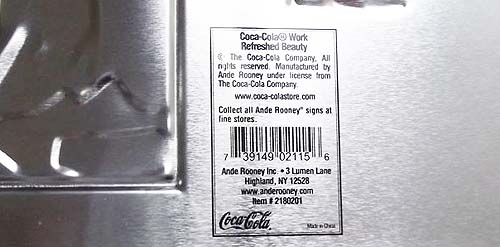 Coca-Cola® Work
Refreshed Beauty
© The Coca-Cola Company. All
rights reserved. Manufactured by
Ande Rooney under license from
The Coca-Cola Company.
www.coca-colastore.com
Collect all Ande Rooney® signs at
fine stores.
7 39149 02115 6
Ande Rooney Inc. • 3 Lumen Lane
Highland, NY 12528
www.anderooney.com
Item # 2180201
Coca-Cola
Made in China